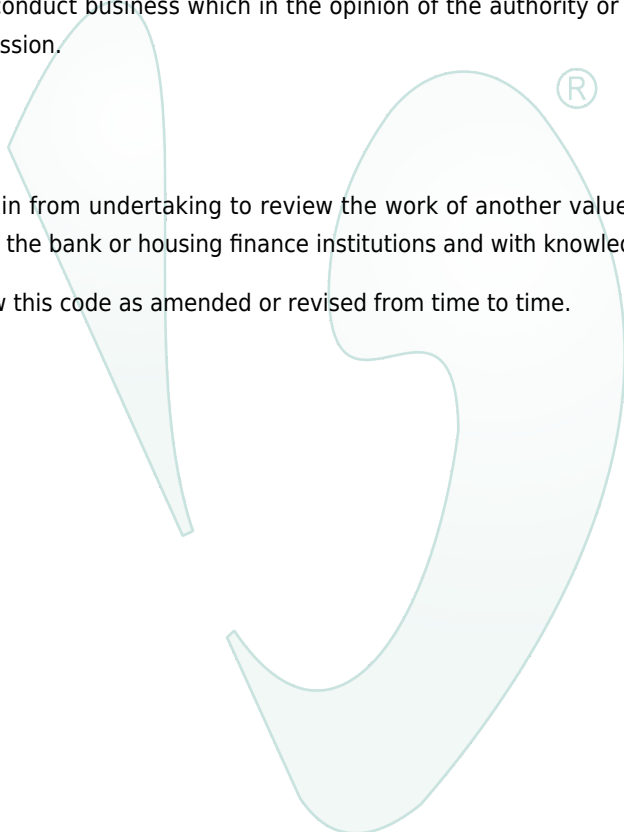 conduct business which in the opinion of the authority or
ssion.
®
in from undertaking to review the work of another value
the bank or housing finance institutions and with knowled
this code as amended or revised from time to time.